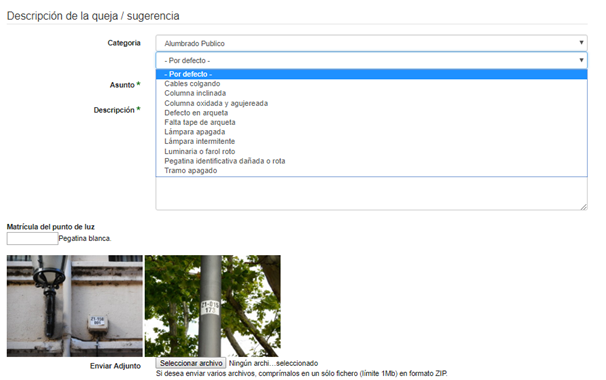 Descripción de la queja / sugerencia
Categoria
Alumbrado Publico
- Por defecto -
- Por defecto -
Cables colgando
Columna inclinada
Columna oxidada y agujereada
Defecto en arqueta
Falta tape de arqueta
Lámpara apagada
Lámpara intermitente
Luminaria o farol roto
Pegatina identificativa dañada o rota
Tramo apagado
Asunto *
Descripción *
Matrícula del punto de luz
Pegatina blanca.
Enviar Adjunto
Seleccionar archivo Ningún archi...seleccionado
Si desea enviar varios archivos, comprímalos en un sólo fichero (límite 1Mb) en formato ZIP.